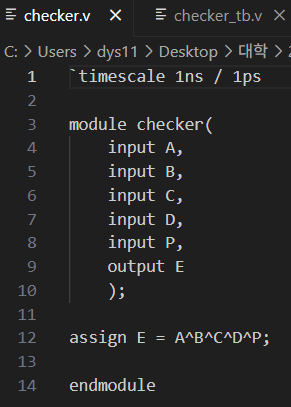 checker.v checker_tb.v
C: > Users > dys11 > Desktop > 대학 >
1 `timescale 1ns / 1ps
2
3 module checker(
4 input A,
5 input B,
6 input C,
7 input D,
8 input P,
9 output E
10 );
11
12 assign E = A^B^C^D^P;
13
14 endmodule